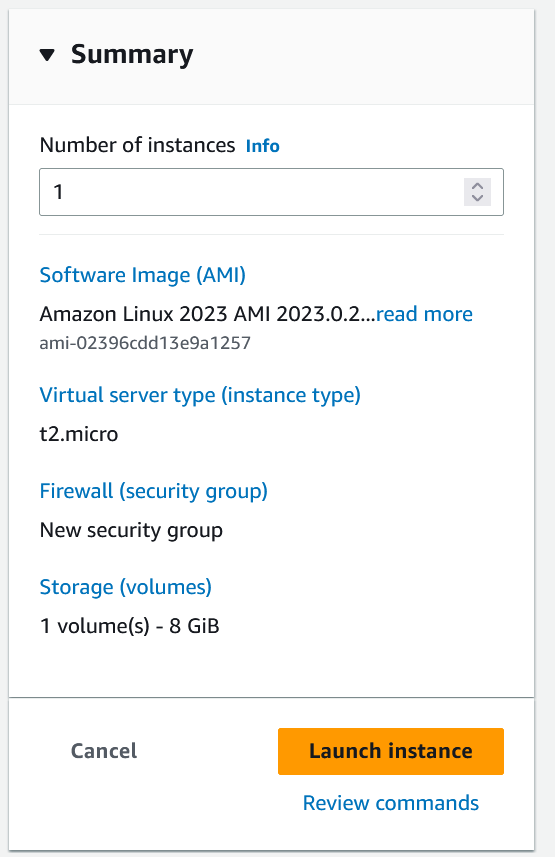 Summary
Number of instances Info
1
Software Image (AMI)
Amazon Linux 2023 AMI 2023.0.2...read more
ami-02396cdd13e9a1257
Virtual server type (instance type)
t2.micro
Firewall (security group)
New security group
Storage (volumes)
1 volume(s) - 8 GiB
Cancel
Launch instance
Review commands